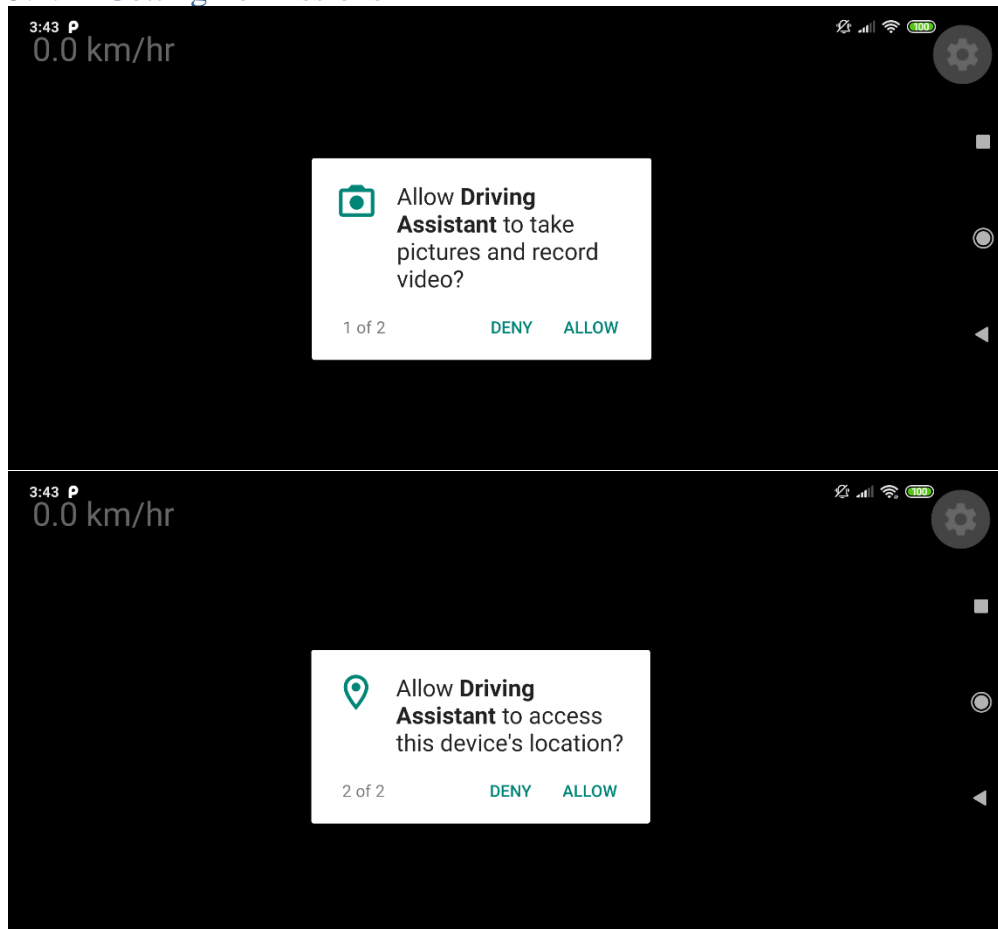 3:43
100
0.0 km/hr
Allow Driving
Assistant to take
pictures and record
video?
1 of 2 DENY ALLOW
3:43
100
0.0 km/hr
Allow Driving
Assistant to access
this device's location?
2 of 2 DENY ALLOW